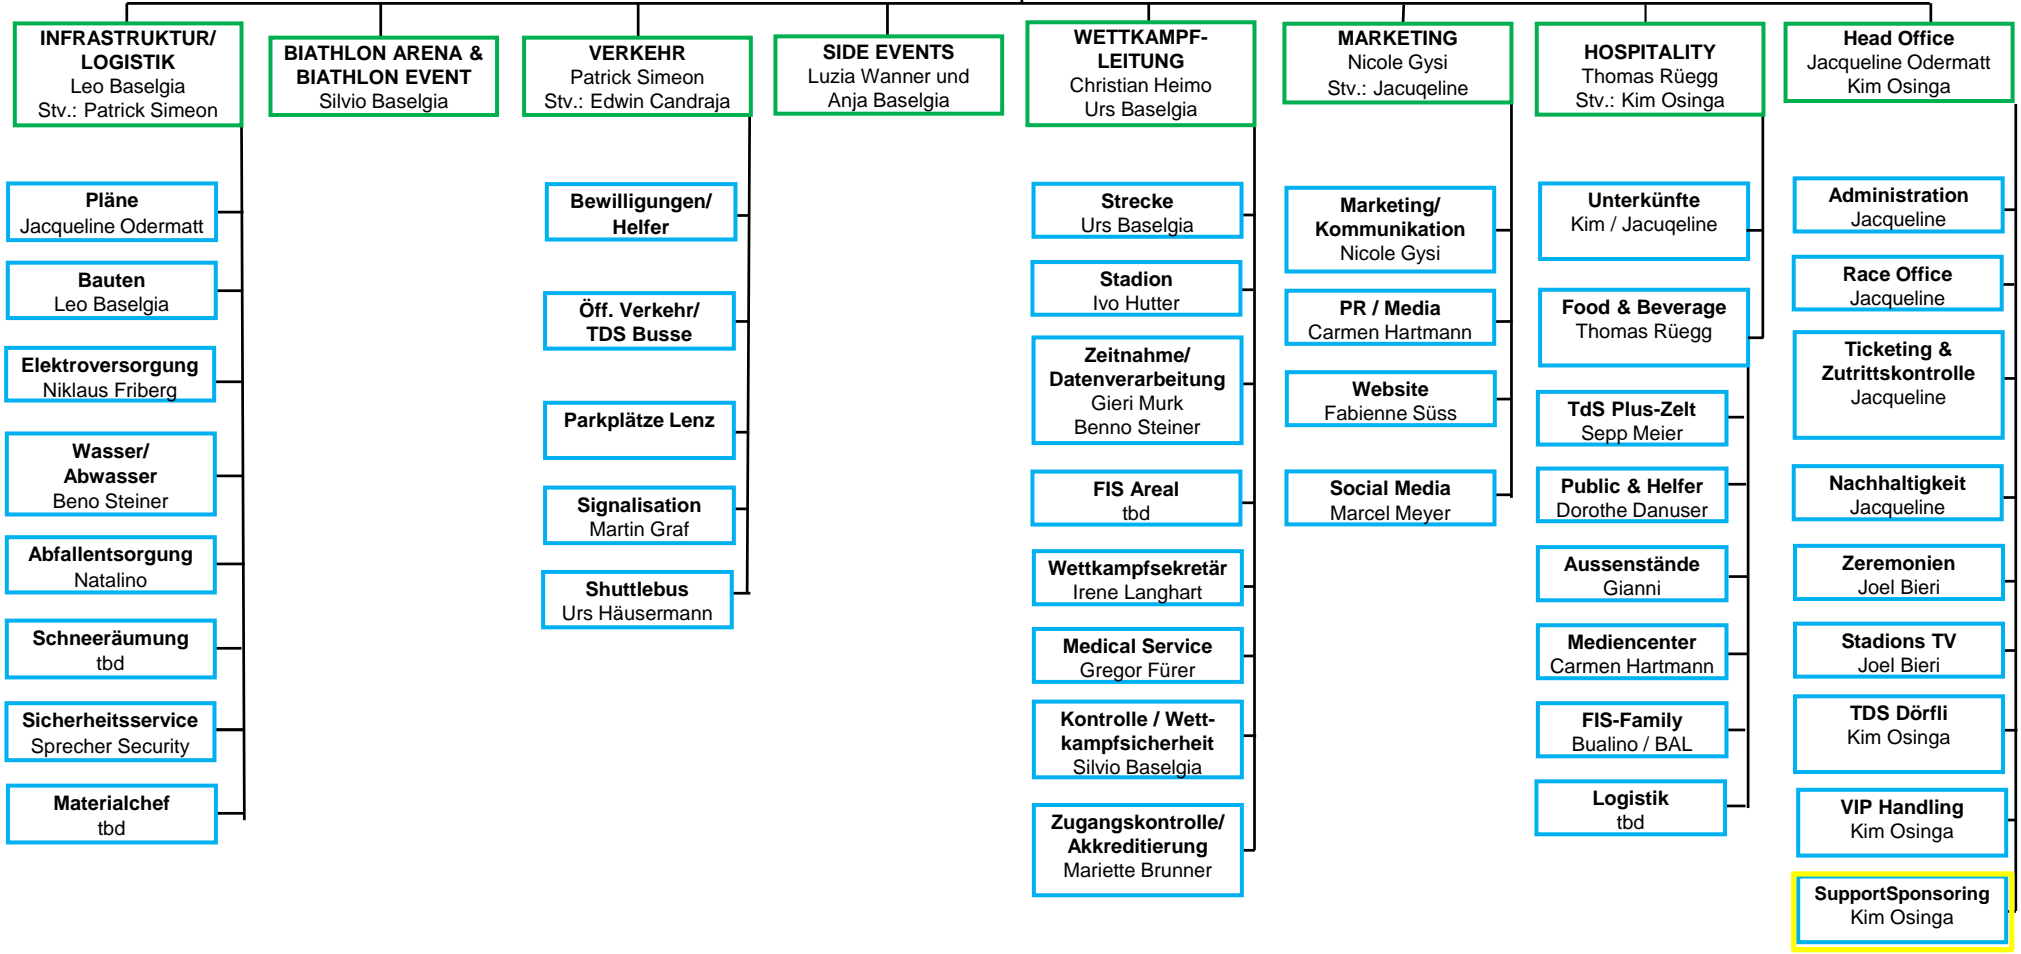 INFRASTRUKTUR/
LOGISTIK
Leo Baselgia
Stv.: Patrick Simeon
BIATHLON ARENA &
BIATHLON EVENT
Silvio Baselgia
VERKEHR
Patrick Simeon
Stv.: Edwin Candraja
SIDE EVENTS
Luzia Wanner und
Anja Baselgia
WETTKAMPF-
LEITUNG
Christian Heimo
Urs Baselgia
MARKETING
Nicole Gysi
Stv.: Jacuqeline
HOSPITALITY
Thomas Rüegg
Stv.: Kim Osinga
Head Office
Jacqueline Odermatt
Kim Osinga
Pläne
Jacqueline Odermatt
Bauten
Leo Baselgia
Elektroversorgung
Niklaus Friberg
Wasser/
Abwasser
Beno Steiner
Abfallentsorgung
Natalino
Schneeräumung
tbd
Sicherheitsservice
Sprecher Security
Materialchef
tbd
Bewilligungen/
Helfer
Öff. Verkehr/
TDS Busse
Parkplätze Lenz
Signalisation
Martin Graf
Shuttlebus
Urs Häusermann
Strecke
Urs Baselgia
Stadion
Ivo Hutter
Zeitnahme/
Datenverarbeitung
Gieri Murk
Benno Steiner
FIS Areal
tbd
Wettkampfsekretär
Irene Langhart
Medical Service
Gregor Fürer
Kontrolle / Wett-
kampfsicherheit
Silvio Baselgia
Zugangskontrolle/
Akkreditierung
Mariette Brunner
Marketing/
Kommunikation
Nicole Gysi
PR / Media
Carmen Hartmann
Website
Fabienne Süss
Social Media
Marcel Meyer
Unterkünfte
Kim / Jacuqeline
Food & Beverage
Thomas Rüegg
TdS Plus-Zelt
Sepp Meier
Public & Helfer
Dorothe Danuser
Aussenstände
Gianni
Mediencenter
Carmen Hartmann
FIS-Family
Bualino / BAL
Logistik
tbd
Administration
Jacqueline
Race Office
Jacqueline
Ticketing &
Zutrittskontrolle
Jacqueline
Nachhaltigkeit
Jacqueline
Zeremonien
Joel Bieri
Stadions TV
Joel Bieri
TDS Dörfli
Kim Osinga
VIP Handling
Kim Osinga
SupportSponsoring
Kim Osinga